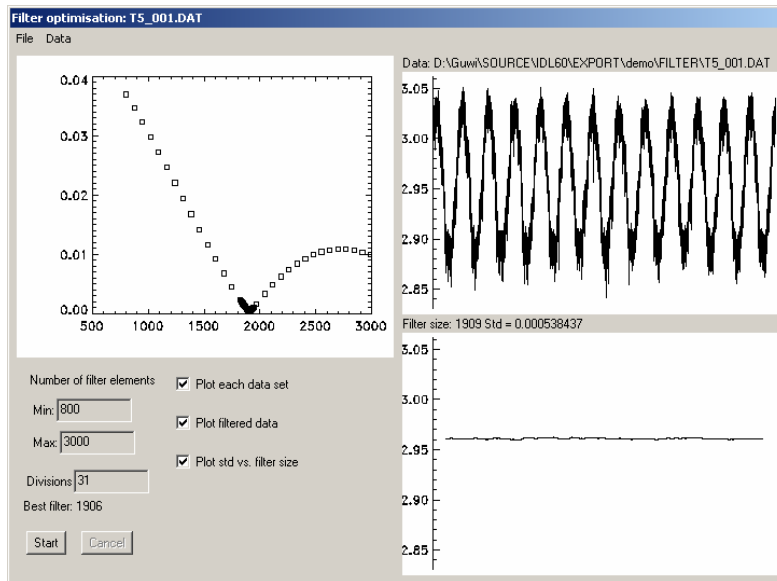 Filter optimisation: T5_001.DAT
File Data
0.04
0.03
0.02
0.01
0.00
500 1000 1500 2000 2500 3000
Data: D:\Guwi\SOURCE\IDL60\EXPORT\demo\FILTER\T5_001.DAT
3.05
3.00
2.95
2.90
2.85
Filter size: 1909 Std = 0.000538437
3.05
3.00
2.96
2.90
2.85
Number of filter elements
Min: 800
Max: 3000
Divisions 31
Best filter: 1906
Plot each data set
Plot filtered data
Plot std vs. filter size
Start Cancel